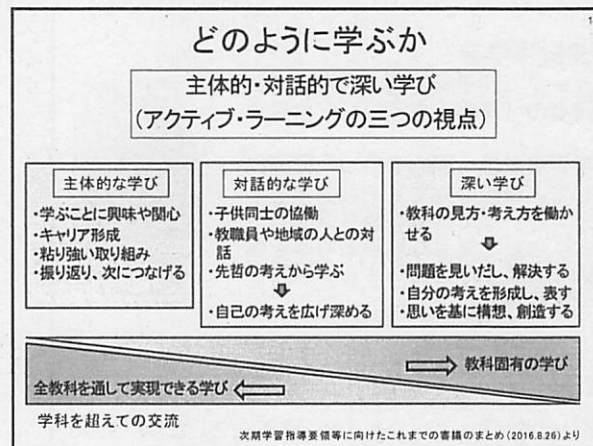 どのように学ぶか
主体的・対話的で深い学び
(アクティブ・ラーニングの三つの視点)
主体的な学び
・学ぶことに興味や関心
・キャリア形成
・粘り強い取り組み
・振り返り、次につなげる
対話的な学び
・子供同士の協働
・教職員や地域の人との対
話
・先哲の考えから学ぶ
・自己の考えを広げ深める
深い学び
・教科の見方・考え方を働か
せる
・問題を見いだし、解決する
・自分の考えを形成し、表す
・思いを基に構想、創造する
教科固有の学び
全教科を通して実現できる学び
学科を超えての交流
次期学習指導要領等に向けたこれまでの審議のまとめ(2016.8.26)より